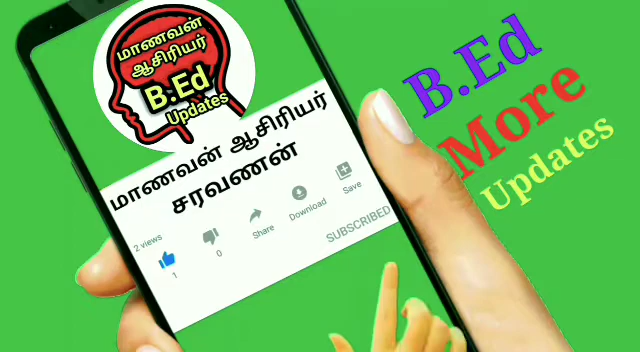 மாணவன்
ஆசிரியர்
B.Ed
Updates
மாணவன் ஆசிரியர்
சரவணன்
2 views
1
0
Share
Download
Save
SUBSCRIBED
B.Ed
More
Updates